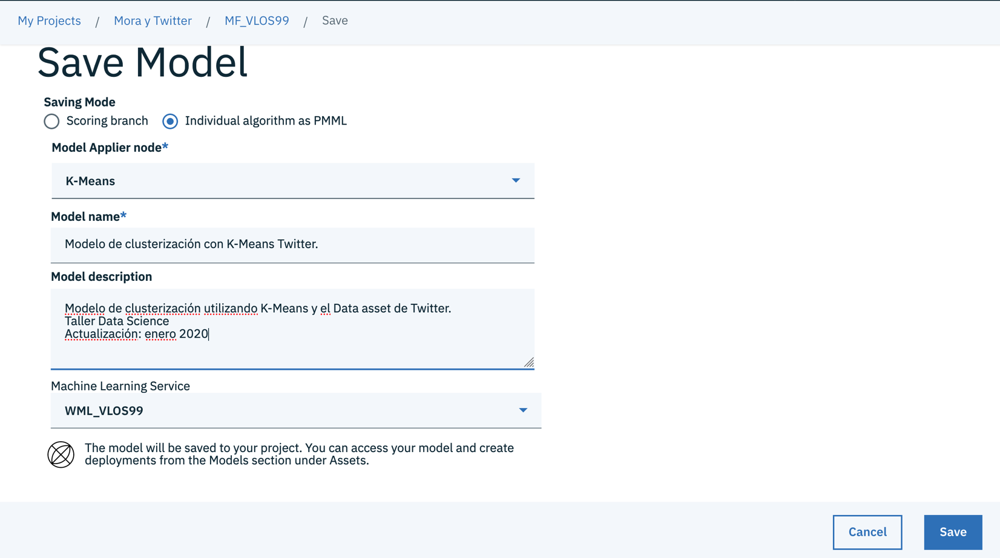 My Projects / Mora y Twitter / MF_VLOS99 / Save
Save Model
Saving Mode
Scoring branch Individual algorithm as PMML
Model Applier node*
K-Means
Model name*
Modelo de clusterización con K-Means Twitter.
Model description
Modelo de clusterización utilizando K-Means y el Data asset de Twitter.
Taller Data Science
Actualización: enero 2020
Machine Learning Service
WML_VLOS99
The model will be saved to your project. You can access your model and create
deployments from the Models section under Assets.
Cancel Save